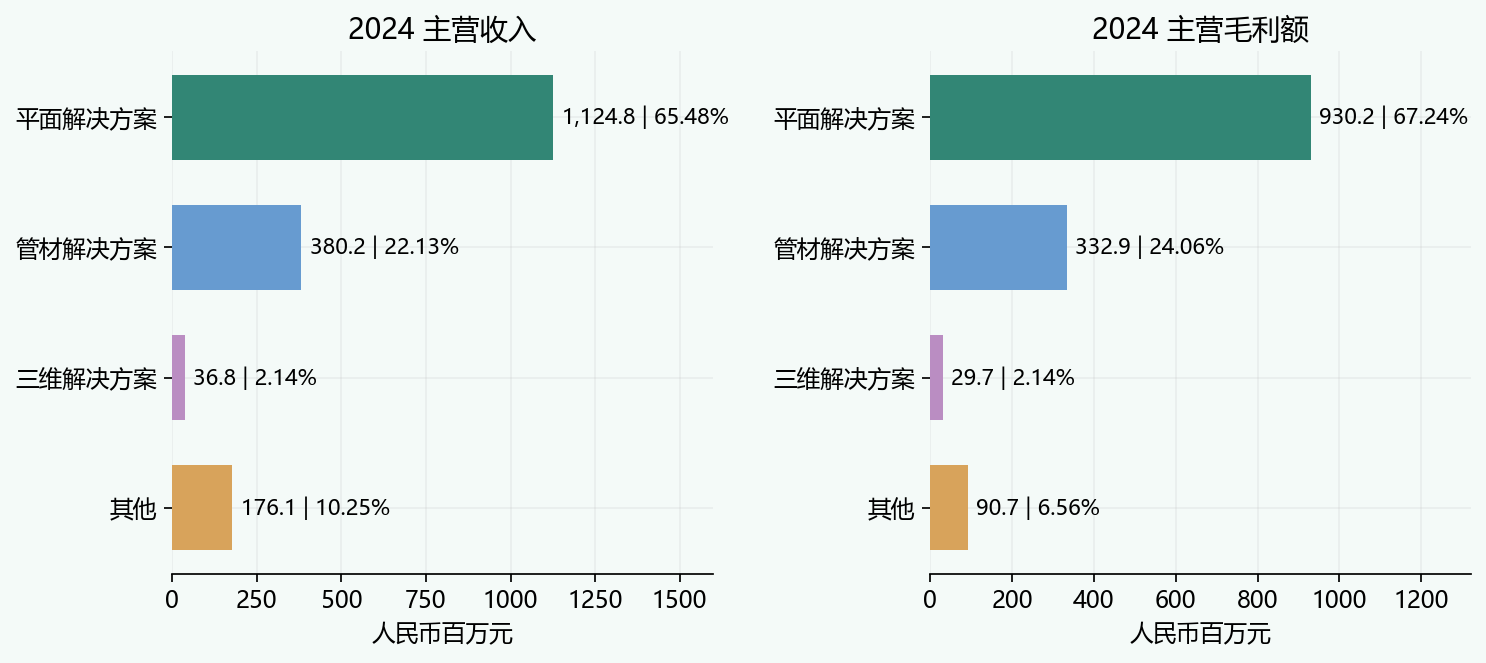 2024 主营收入
平面解决方案
1,124.8 | 65.48%
管材解决方案
380.2 | 22.13%
三维解决方案
36.8 | 2.14%
其他
176.1 | 10.25%
0 250 500 750 1000 1250 1500
人民币百万元
2024 主营毛利额
平面解决方案
930.2 | 67.24%
管材解决方案
332.9 | 24.06%
三维解决方案
29.7 | 2.14%
其他
90.7 | 6.56%
0 200 400 600 800 1000 1200
人民币百万元